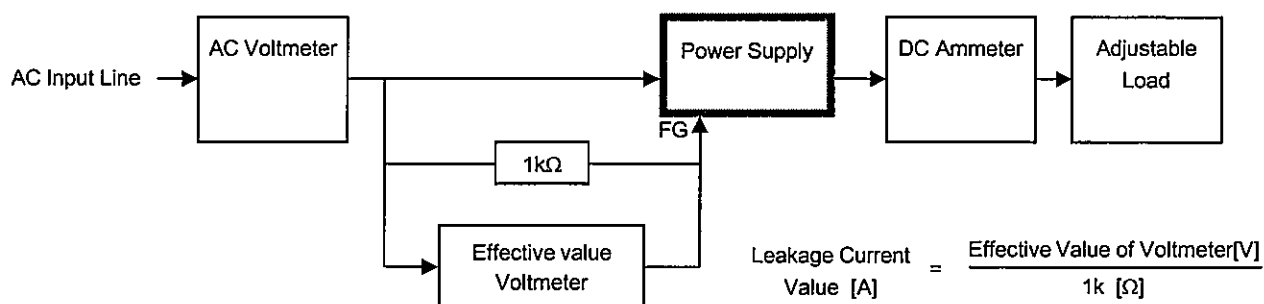 AC Input Line
AC Voltmeter
Power Supply
DC Ammeter
Adjustable
Load
FG
1kΩ
Effective value
Voltmeter
Leakage Current
Value [A]
=
Effective Value of Voltmeter[V]
1k [Ω]